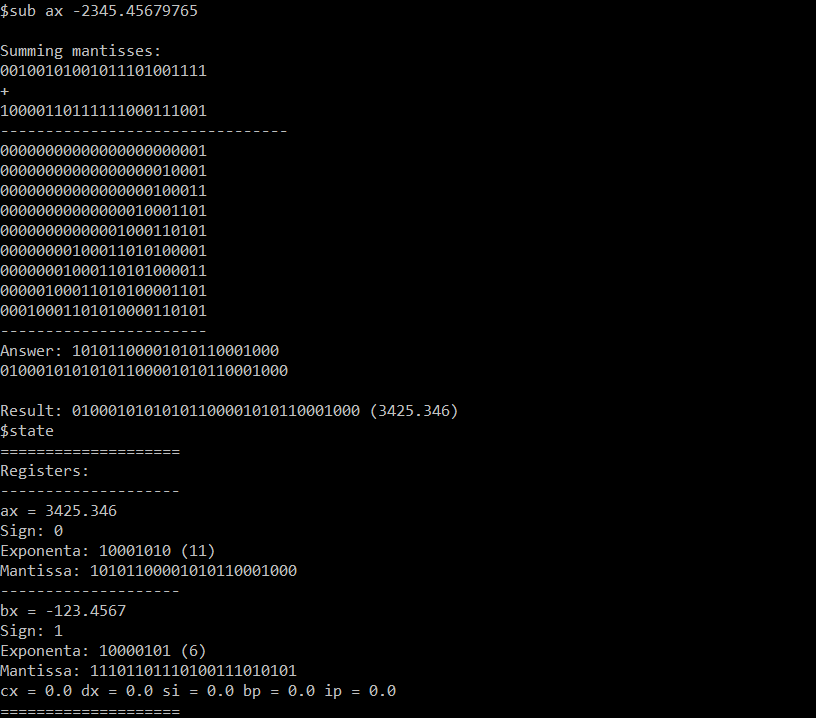 $sub ax -2345.45679765
Summing mantisses:
00100101001011101001111
+
10000110111111000111001
--------------------------------
00000000000000000000001
00000000000000000010001
00000000000000000100011
00000000000000010001101
00000000000001000110101
00000000100011010100001
00000001000110101000011
00000100011010100001101
00010001101010000110101
-----------------------
Answer: 10101100001010110001000
01000101010101100001010110001000
Result: 01000101010101100001010110001000 (3425.346)
$state
====================
Registers:
--------------------
ax = 3425.346
Sign: 0
Exponenta: 10001010 (11)
Mantissa: 10101100001010110001000
--------------------
bx = -123.4567
Sign: 1
Exponenta: 10000101 (6)
Mantissa: 11101101110100111010101
cx = 0.0 dx = 0.0 si = 0.0 bp = 0.0 ip = 0.0
====================